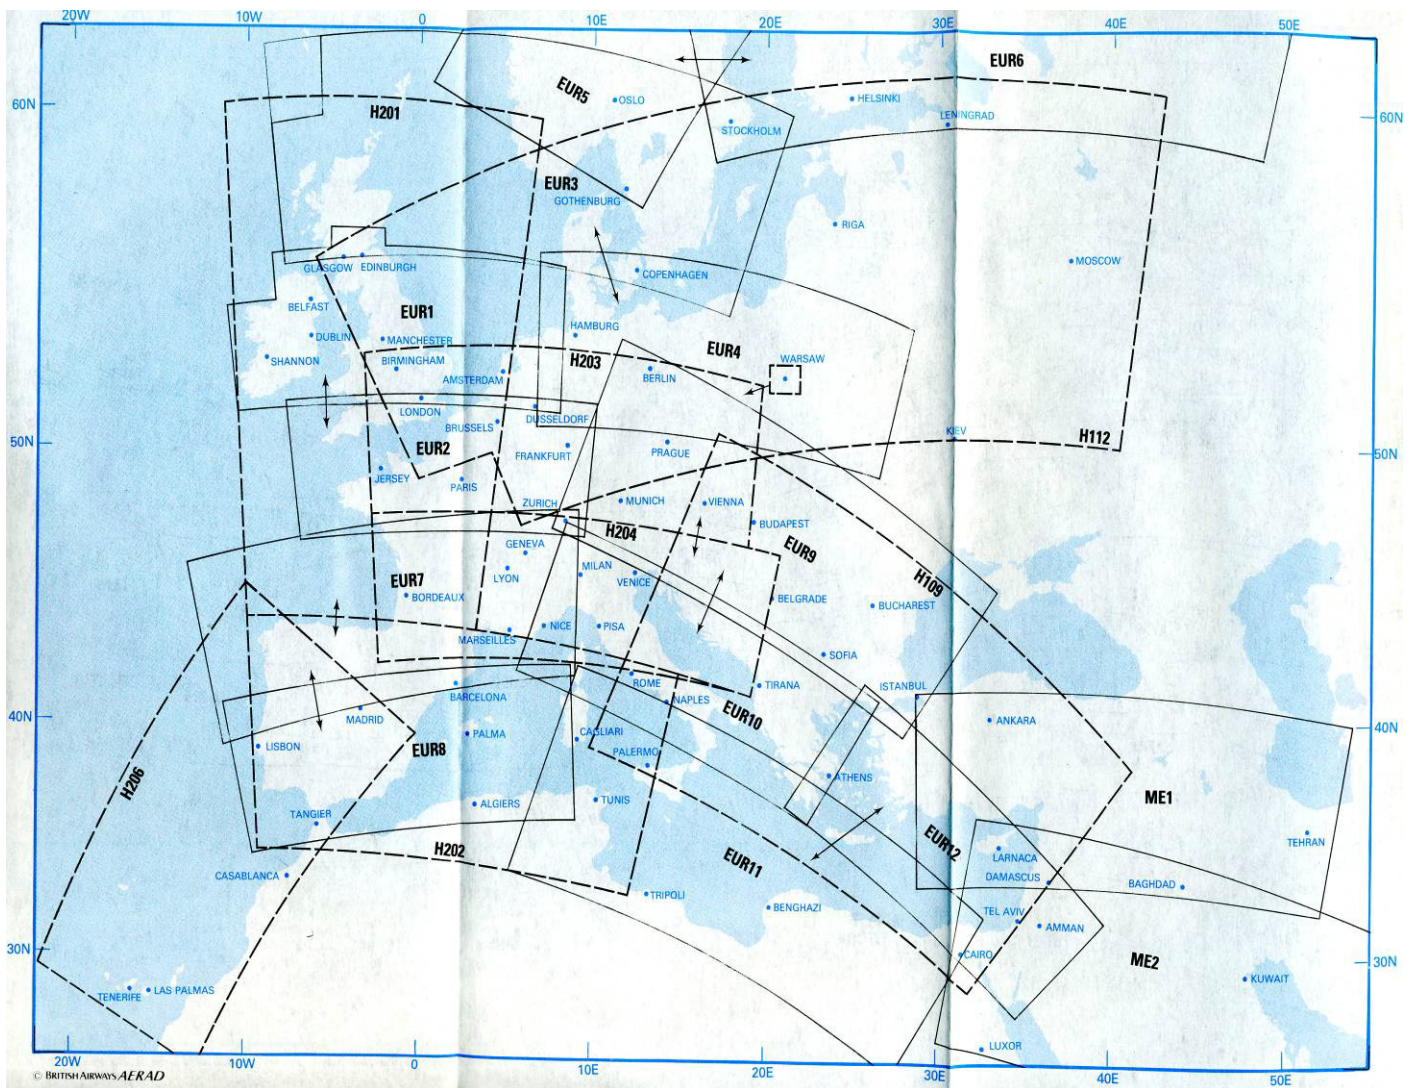 20W
10W
0
10E
20E
30E
40E
50E
EUR6
60N
60N
EUR5
OSLO
HELSINKI
H201
STOCKHOLM
LENINGRAD
EUR3
GOTHENBURG
RIGA
GLASGOW
EDINBURGH
COPENHAGEN
MOSCOW
BELFAST
EUR1
DUBLIN
MANCHESTER
HAMBURG
EUR4
SHANNON
BIRMINGHAM
H203
WARSAW
AMSTERDAM
BERLIN
LONDON
DUSSELDORF
BRUSSELS
KIEV
H112
50N
50N
EUR2
FRANKFURT
PRAGUE
JERSEY
PARIS
ZURICH
MUNICH
VIENNA
BUDAPEST
H204
GENEVA
EUR9
MILAN
LYON
VENICE
H109
EUR7
BORDEAUX
BELGRADE
BUCHAREST
MARSEILLES
NICE
PISA
SOFIA
ROME
TIRANA
ISTANBUL
BARCELONA
NAPLES
40N
40N
MADRID
EUR10
ANKARA
LISBON
EUR8
PALMA
CAGLIARI
PALERMO
ATHENS
H206
ME1
TANGIER
ALGIERS
TUNIS
TEHRAN
H202
EUR11
EUR12
LARNACA
CASABLANCA
DAMASCUS
BAGHDAD
TRIPOLI
BENGHAZI
TEL AVIV
AMMAN
30N
30N
CAIRO
ME2
TENERIFE
LAS PALMAS
KUWAIT
LUXOR
20W
10W
0
10E
20E
30E
40E
50E
© BRITISH AIRWAYS AERAD